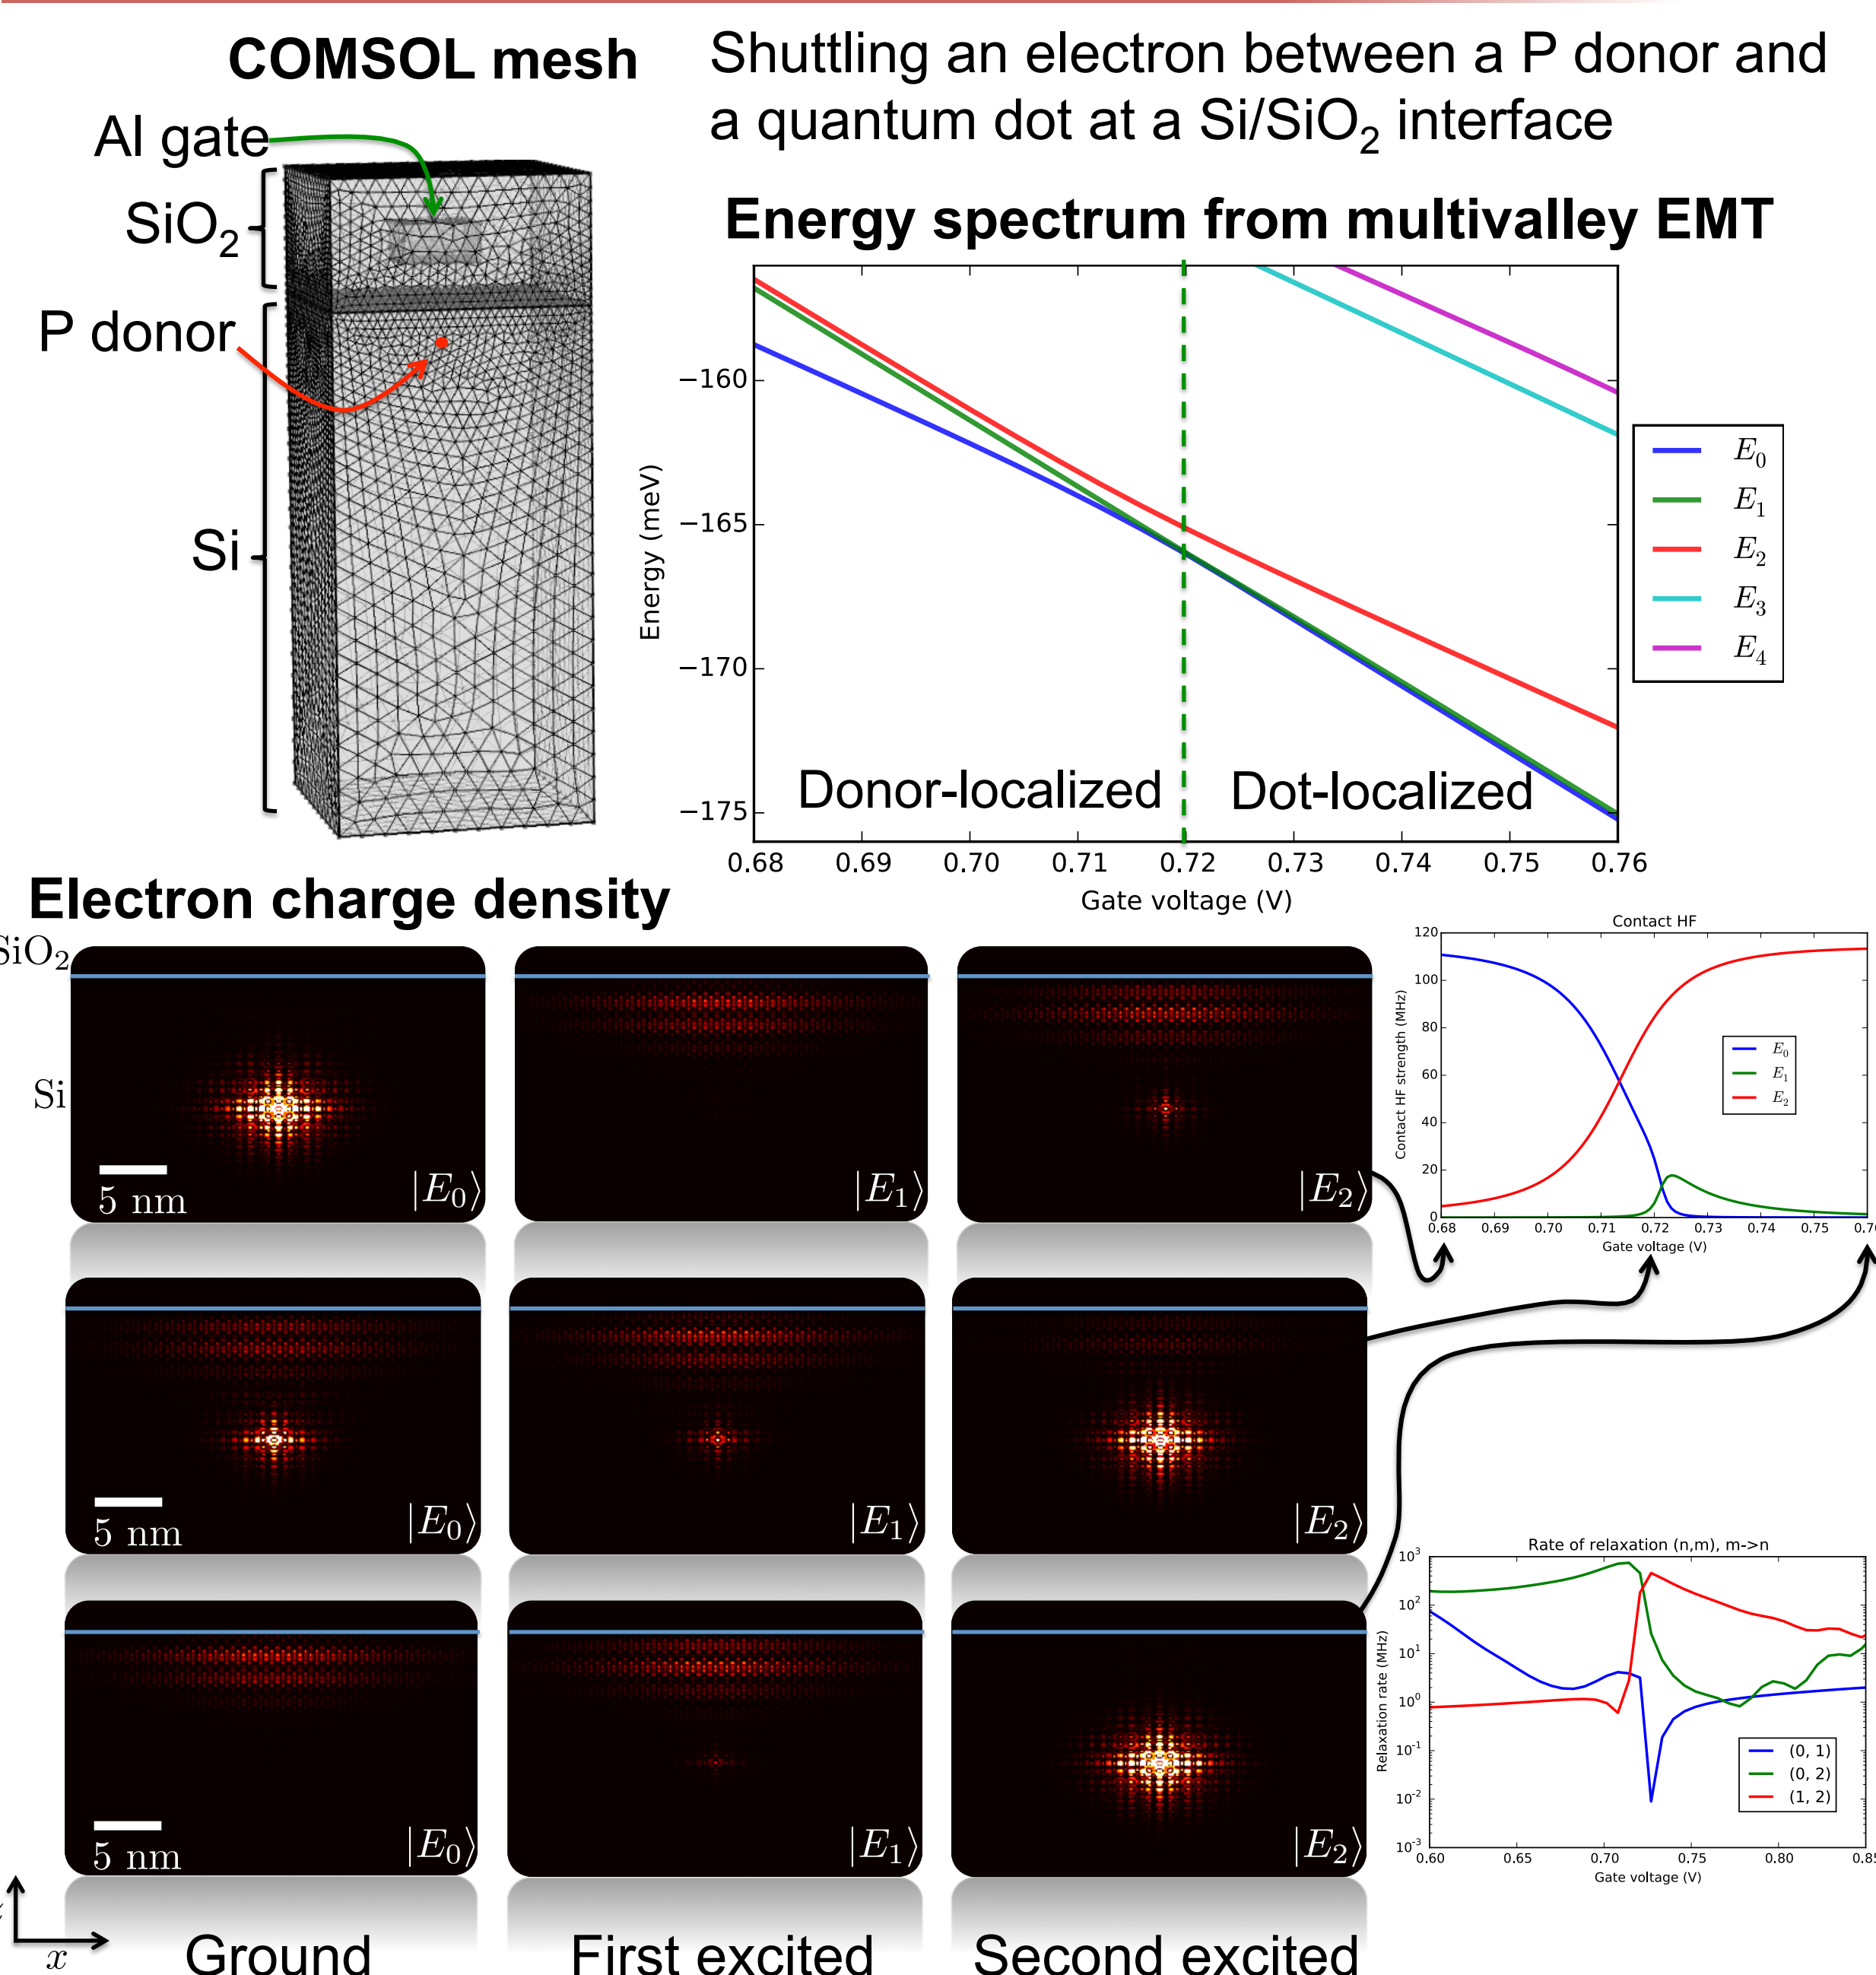 COMSOL mesh
Shuttling an electron between a P donor and
a quantum dot at a Si/SiO₂ interface
Al gate
SiO₂
P donor
Si
Energy spectrum from multivalley EMT
Energy (meV)
−160
−165
−170
−175
Donor-localized
Dot-localized
0.68 0.69 0.70 0.71 0.72 0.73 0.74 0.75 0.76
Gate voltage (V)
E₀
E₁
E₂
E₃
E₄
Electron charge density
SiO₂
Si
5 nm
|E₀⟩
|E₁⟩
|E₂⟩
5 nm
|E₀⟩
|E₁⟩
|E₂⟩
5 nm
|E₀⟩
|E₁⟩
|E₂⟩
x
Ground
First excited
Second excited
Contact HF
Contact HF strength (MHz)
120
100
80
60
40
20
0
E₀
E₁
E₂
0.68 0.69 0.70 0.71 0.72 0.73 0.74 0.75
Gate voltage (V)
Rate of relaxation (n,m), m->n
Relaxation rate (MHz)
10³
10²
10¹
10⁰
10⁻¹
10⁻²
10⁻³
(0, 1)
(0, 2)
(1, 2)
0.60 0.65 0.70 0.75 0.80 0.85
Gate voltage (V)